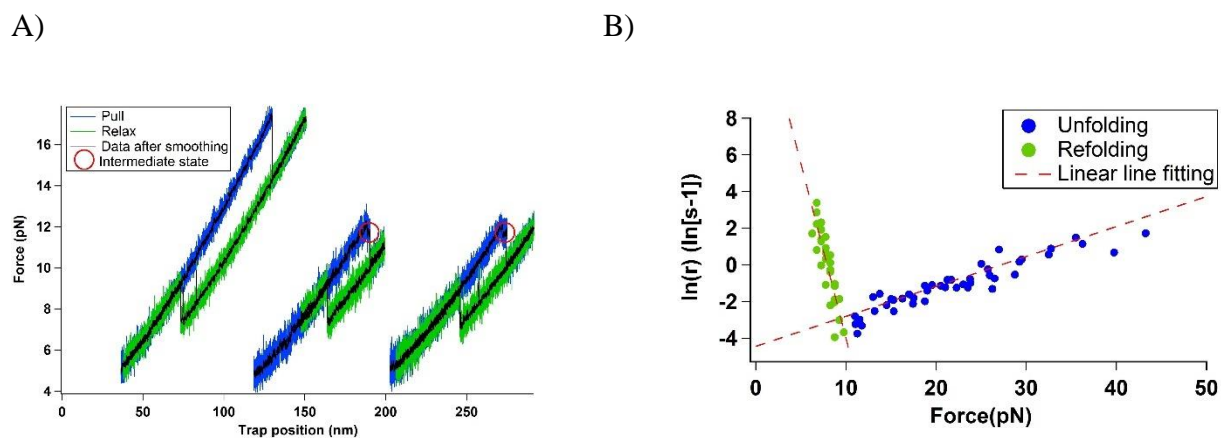 A)
B)
Pull
Relax
Data after smoothing
Intermediate state
16
14
12
10
8
6
4
Force (pN)
0
50
100
150
200
250
Trap position (nm)
Unfolding
Refolding
Linear line fitting
8
6
4
2
0
-2
-4
ln(r) (ln[s-1])
0
10
20
30
40
50
Force(pN)